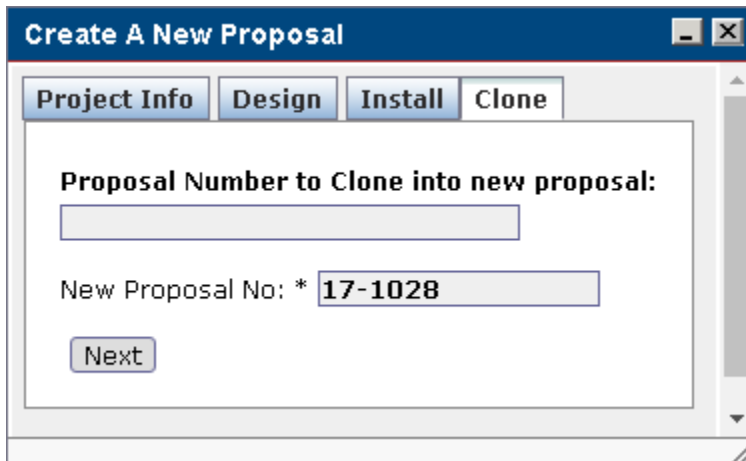 Create A New Proposal
Project Info Design Install Clone
Proposal Number to Clone into new proposal:
New Proposal No: * 17-1028
Next